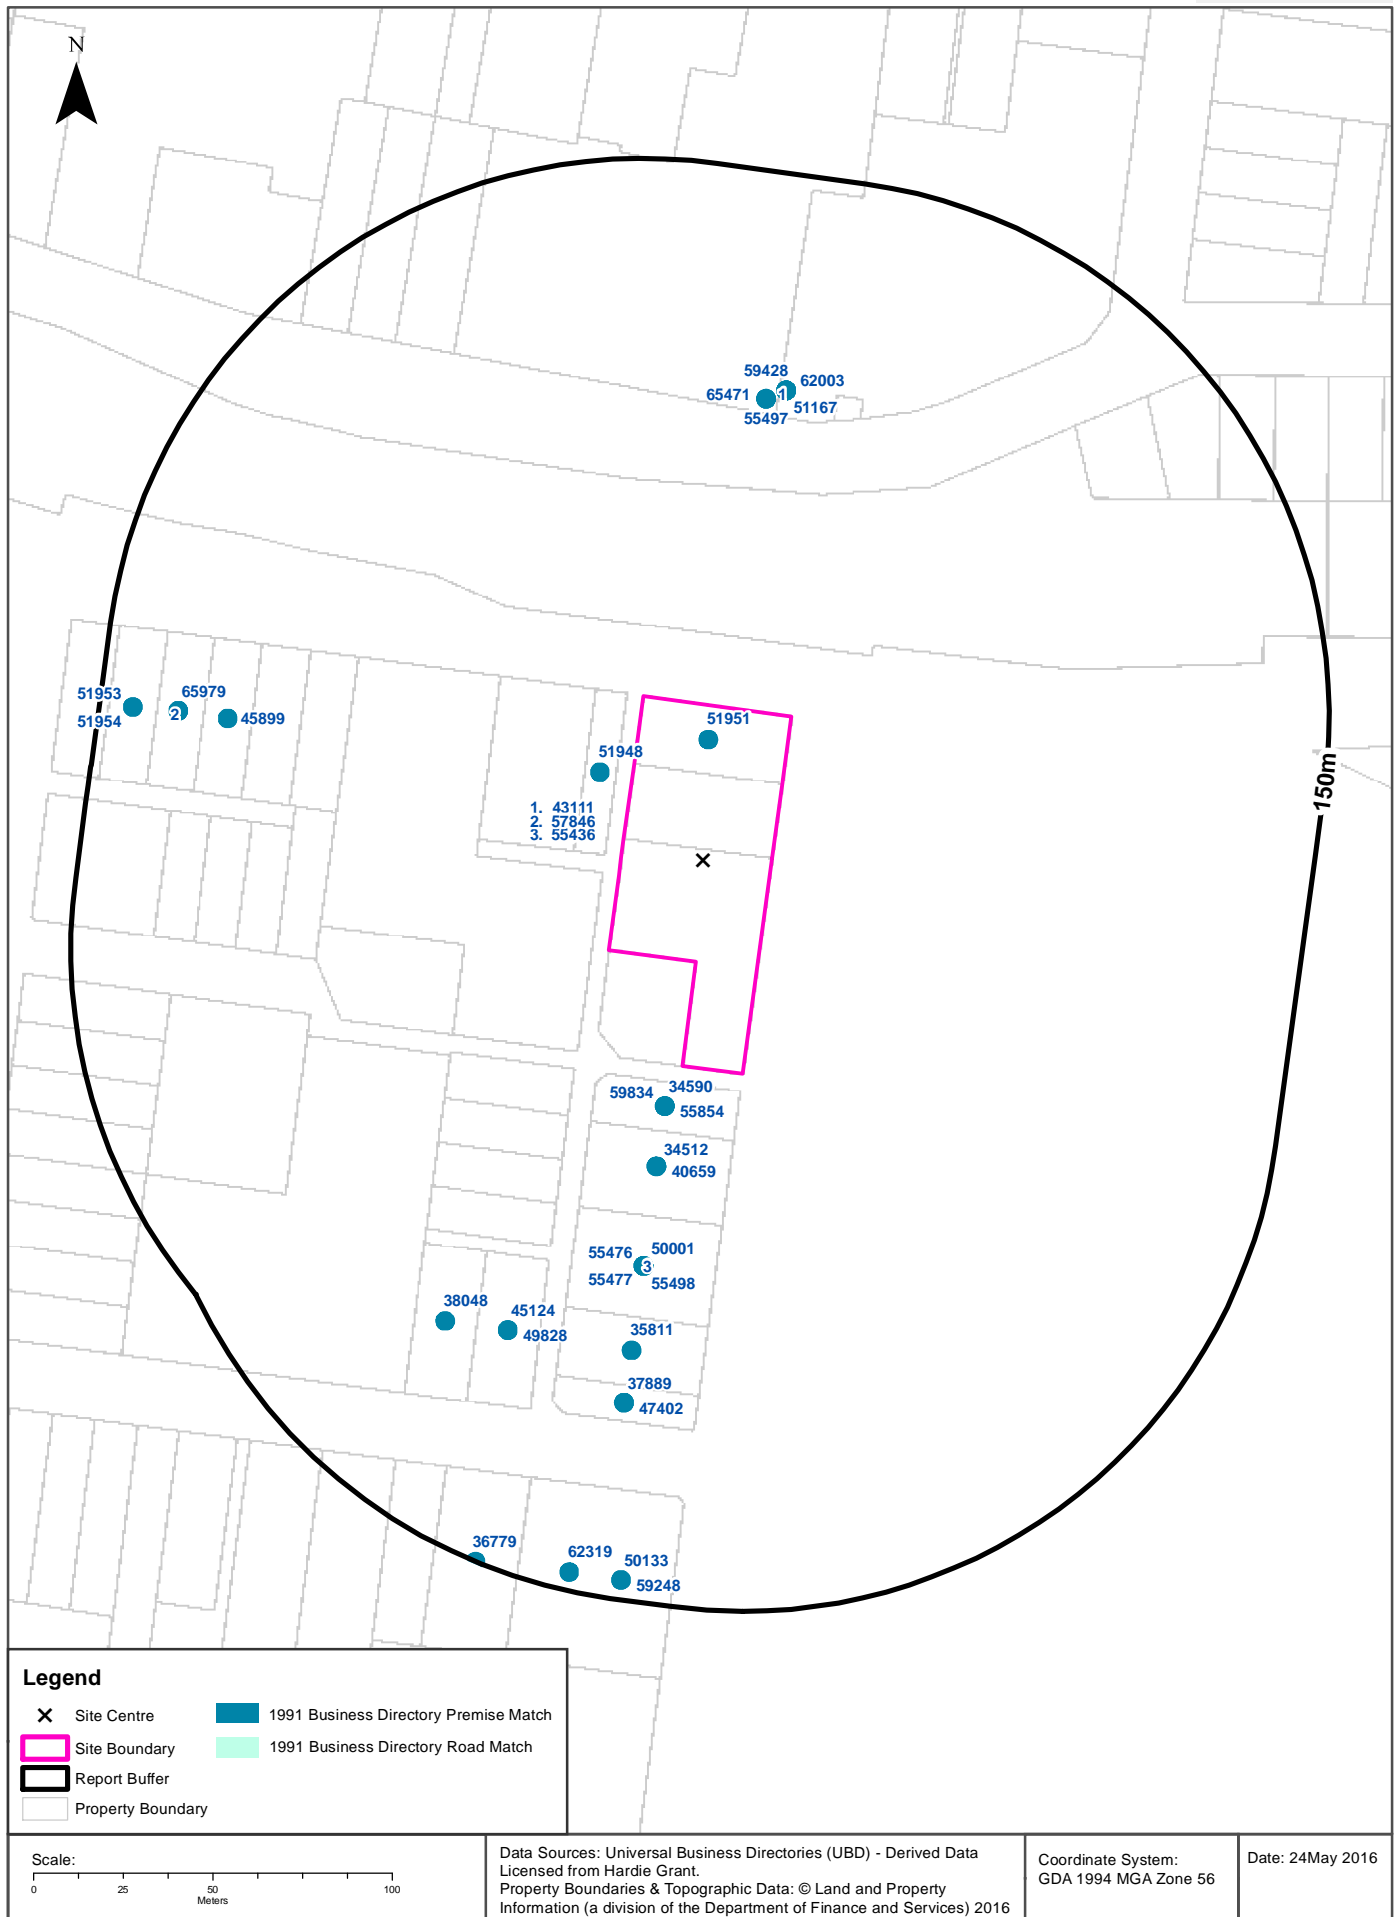 N
59428
62003
65471
1
51167
55497
51953
65979
51954
2
45899
51951
51948
1. 43111
2. 57846
3. 55436
150m
34590
59834
55854
34512
40659
50001
55476
3
55477
55498
38048
45124
49828
35811
37889
47402
36779
62319
50133
59248
Legend
Site Centre
1991 Business Directory Premise Match
Site Boundary
1991 Business Directory Road Match
Report Buffer
Property Boundary
Scale:
0 25 50 100
Meters
Data Sources: Universal Business Directories (UBD) - Derived Data
Licensed from Hardie Grant.
Property Boundaries & Topographic Data: © Land and Property
Information (a division of the Department of Finance and Services) 2016
Coordinate System:
GDA 1994 MGA Zone 56
Date: 24May 2016